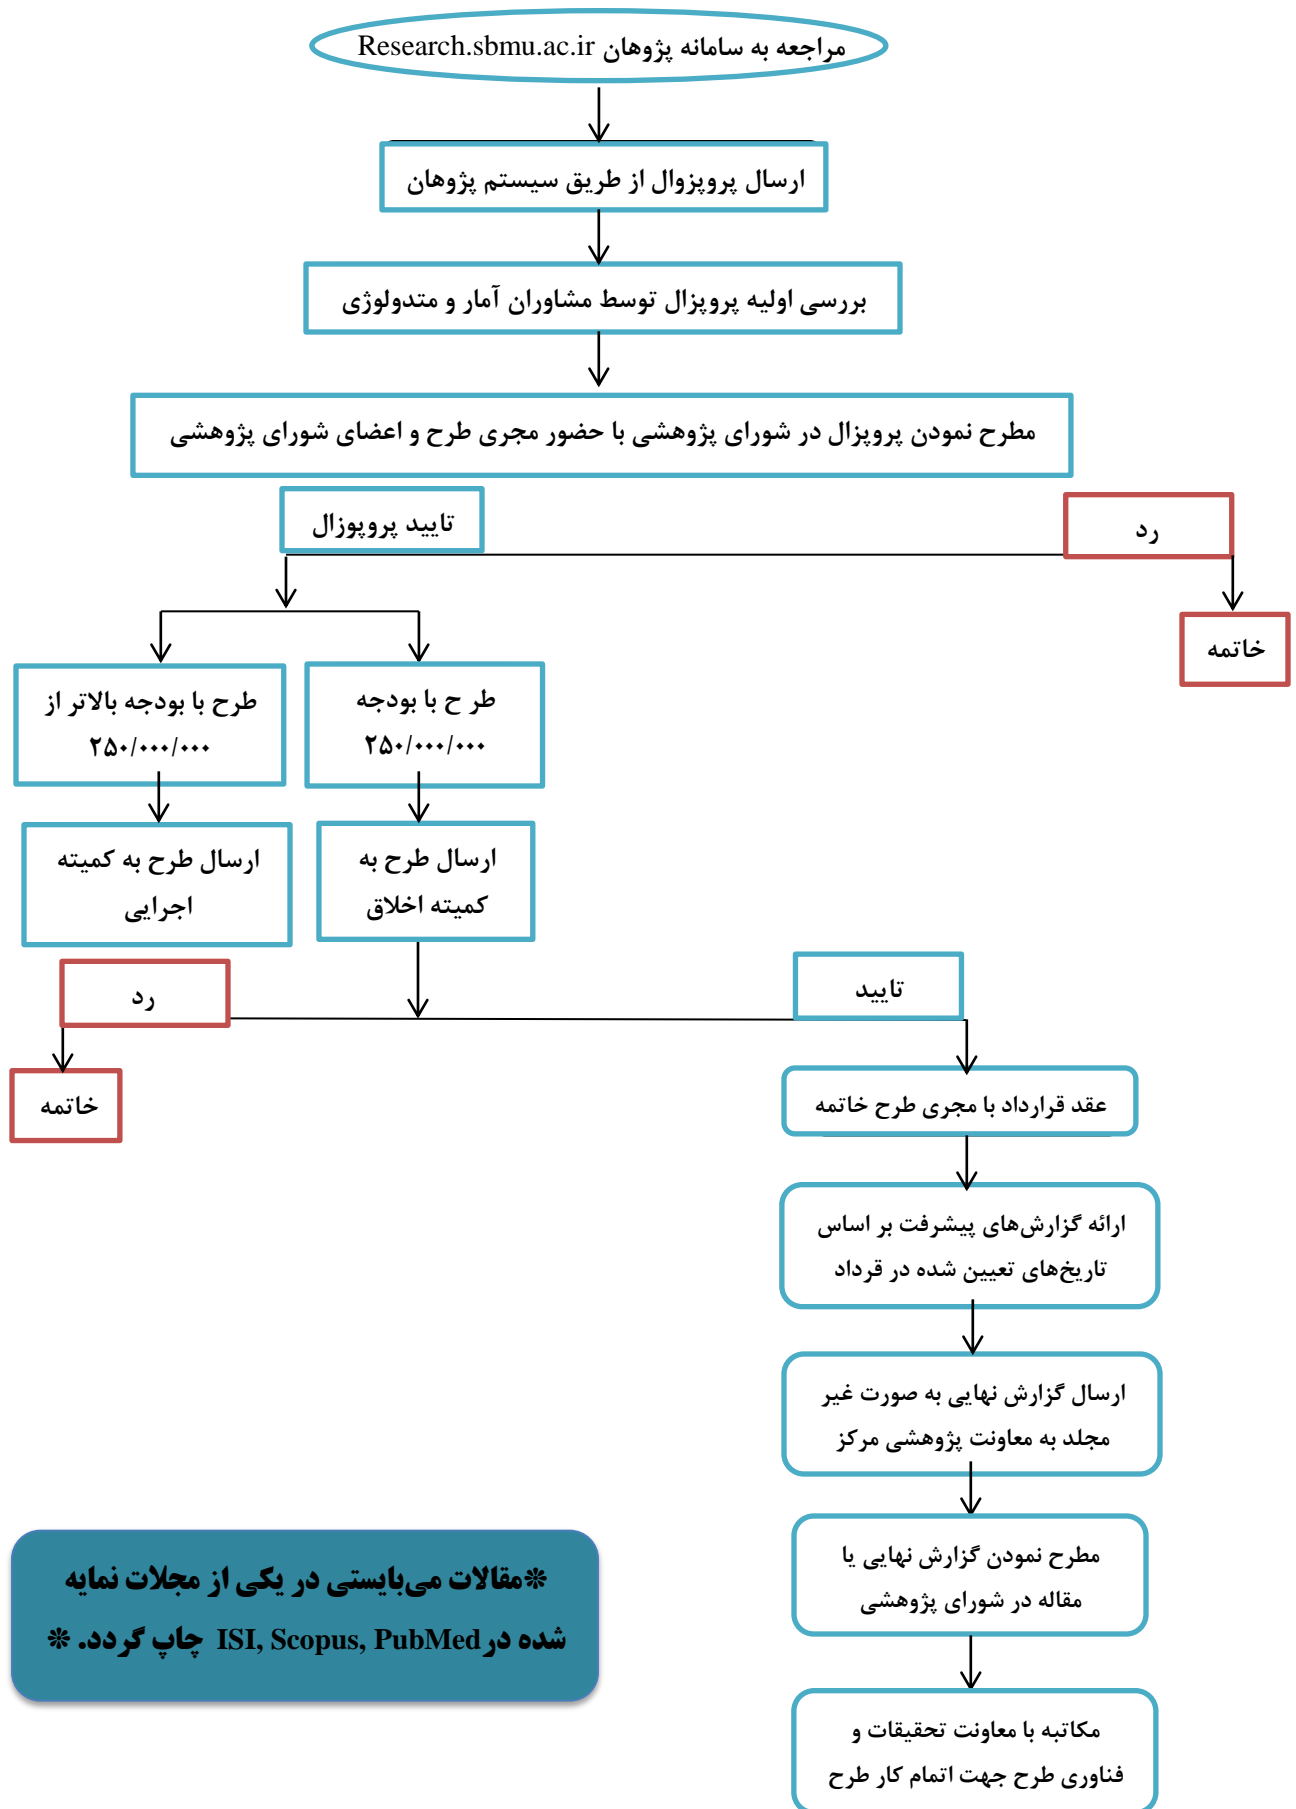 مراجعه به سامانه پژوهان Research.sbmu.ac.ir
ارسال پروپزوال از طریق سیستم پژوهان
بررسی اولیه پروپزال توسط مشاوران آمار و متدولوژی
مطرح نمودن پروپزال در شورای پژوهشی با حضور مجری طرح و اعضای شورای پژوهشی
رد
تایید پروپوزال
خاتمه
طر ح با بودجه
۲۵۰/۰۰۰/۰۰۰
طرح با بودجه بالاتر از
۲۵۰/۰۰۰/۰۰۰
ارسال طرح به
کمیته اخلاق
ارسال طرح به کمیته
اجرایی
تایید
رد
خاتمه
عقد قرارداد با مجری طرح خاتمه
ارائه گزارش‌های پیشرفت بر اساس
تاریخ‌های تعیین شده در قرداد
ارسال گزارش نهایی به صورت غیر
مجلد به معاونت پژوهشی مرکز
مطرح نمودن گزارش نهایی یا
مقاله در شورای پژوهشی
مکاتبه با معاونت تحقیقات و
فناوری طرح جهت اتمام کار طرح
*مقالات می‌بایستی در یکی از مجلات نمایه
شده در ISI, Scopus, PubMed چاپ گردد. *